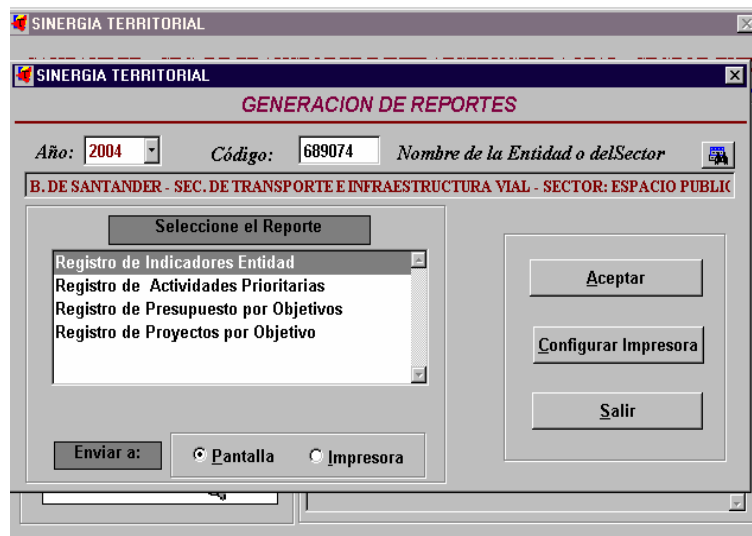 SINERGIA TERRITORIAL
SINERGIA TERRITORIAL
GENERACION DE REPORTES
Año: 2004 Código: 689074 Nombre de la Entidad o delSector
B. DE SANTANDER - SEC. DE TRANSPORTE E INFRAESTRUCTURA VIAL - SECTOR: ESPACIO PUBLIC
Seleccione el Reporte
Registro de Indicadores Entidad
Registro de Actividades Prioritarias
Registro de Presupuesto por Objetivos
Registro de Proyectos por Objetivo
Aceptar
Configurar Impresora
Salir
Enviar a: Pantalla Impresora